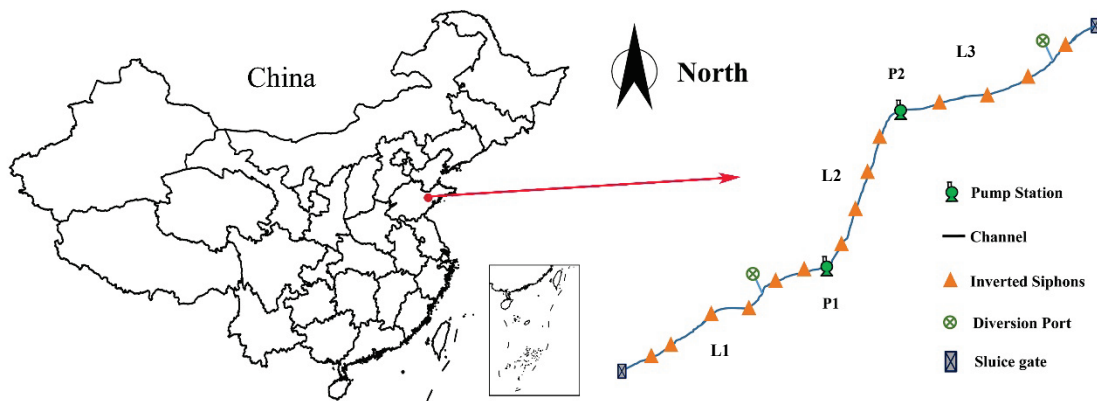 China
North
L3
P2
L2
P1
L1
Pump Station
Channel
Inverted Siphons
Diversion Port
Sluice gate